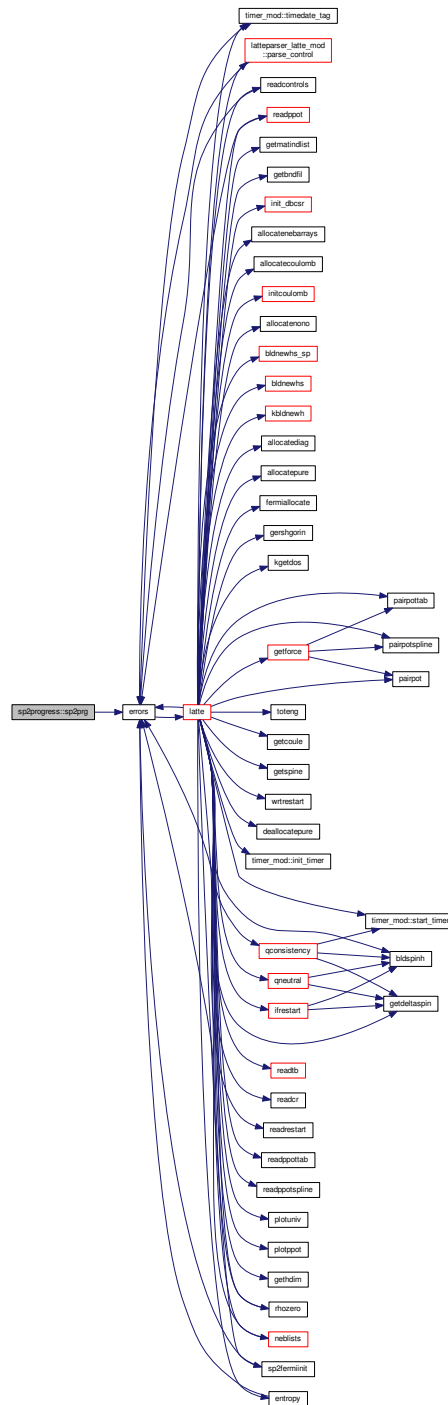 timer_mod::timedate_tag
latteparser_latte_mod
::parse_control
readcontrols
readppot
getmatindlist
getbndfil
init_dbcsr
allocatenebarrays
allocatecoulomb
initcoulomb
allocatenono
bldnewhs_sp
bldnewhs
kbldnewh
allocatediag
allocatepure
fermiallocate
gershgorin
kgetdos
pairpottab
pairpotspline
getforce
pairpot
sp2progress::sp2prg
errors
latte
toteng
getcoule
getspine
wrtrestart
deallocatepure
timer_mod::init_timer
timer_mod::start_timer
qconsistency
bldspinh
qneutral
getdeltaspin
ifrestart
readtb
readcr
readrestart
readppottab
readppotspline
plotuniv
plotppot
gethdim
rhozero
neblists
sp2fermiinit
entropy